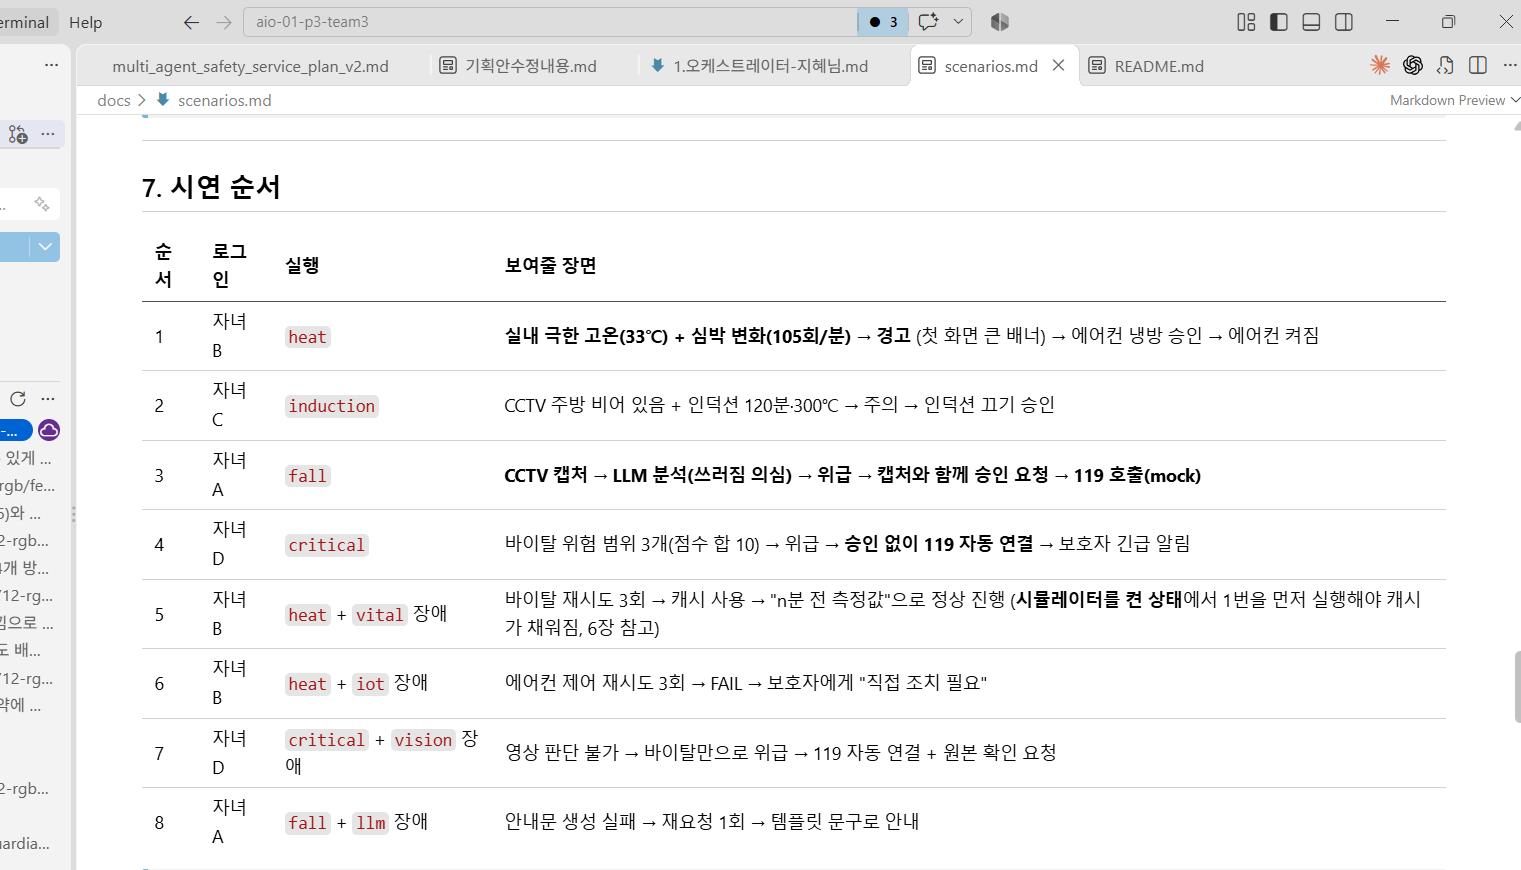 Help
aio-01-p3-team3
3
multi_agent_safety_service_plan_v2.md
기획안수정내용.md
1.오케스트레이터-지혜님.md
scenarios.md
README.md
docs > scenarios.md
Markdown Preview
7. 시연 순서
순서 로그인 실행 보여줄 장면
1 자녀 B heat 실내 극한 고온(33℃) + 심박 변화(105회/분) → 경고 (첫 화면 큰 배너) → 에어컨 냉방 승인 → 에어컨 켜짐
2 자녀 C induction CCTV 주방 비어 있음 + 인덕션 120분·300℃ → 주의 → 인덕션 끄기 승인
3 자녀 A fall CCTV 캡처 → LLM 분석(쓰러짐 의심) → 위급 → 캡처와 함께 승인 요청 → 119 호출(mock)
4 자녀 D critical 바이탈 위험 범위 3개(점수 합 10) → 위급 → 승인 없이 119 자동 연결 → 보호자 긴급 알림
5 자녀 B heat + vital 장애 바이탈 재시도 3회 → 캐시 사용 → "n분 전 측정값"으로 정상 진행 (시뮬레이터를 켠 상태에서 1번을 먼저 실행해야 캐시
가 채워짐, 6장 참고)
6 자녀 B heat + iot 장애 에어컨 제어 재시도 3회 → FAIL → 보호자에게 "직접 조치 필요"
7 자녀 D critical + vision 장애 영상 판단 불가 → 바이탈만으로 위급 → 119 자동 연결 + 원본 확인 요청
8 자녀 A fall + llm 장애 안내문 생성 실패 → 재요청 1회 → 템플릿 문구로 안내